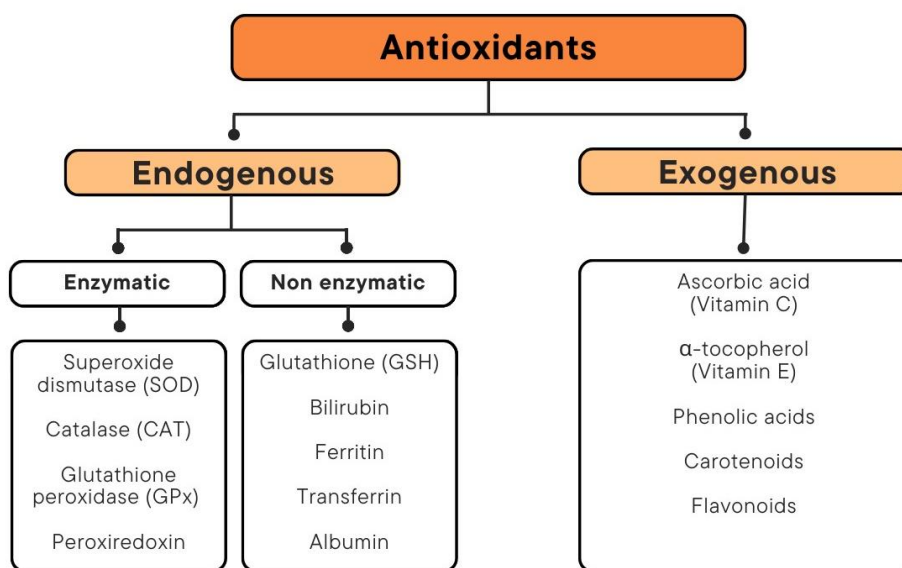 Antioxidants
Endogenous
Exogenous
Enzymatic
Non enzymatic
Superoxide
dismutase (SOD)
Catalase (CAT)
Glutathione
peroxidase (GPx)
Peroxiredoxin
Glutathione (GSH)
Bilirubin
Ferritin
Transferrin
Albumin
Ascorbic acid
(Vitamin C)
α-tocopherol
(Vitamin E)
Phenolic acids
Carotenoids
Flavonoids